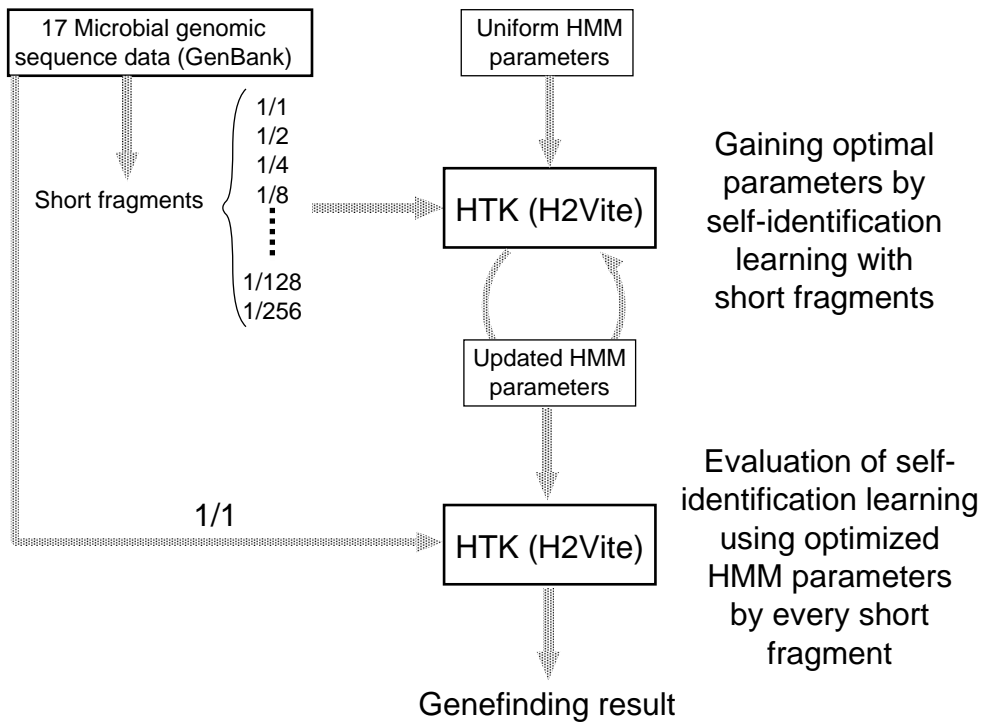 17 Microbial genomic
sequence data (GenBank)
Uniform HMM
parameters
1/1
1/2
1/4
1/8
1/128
1/256
Short fragments
HTK (H2Vite)
Gaining optimal
parameters by
self-identification
learning with
short fragments
Updated HMM
parameters
1/1
HTK (H2Vite)
Evaluation of self-
identification learning
using optimized
HMM parameters
by every short
fragment
Genefinding result